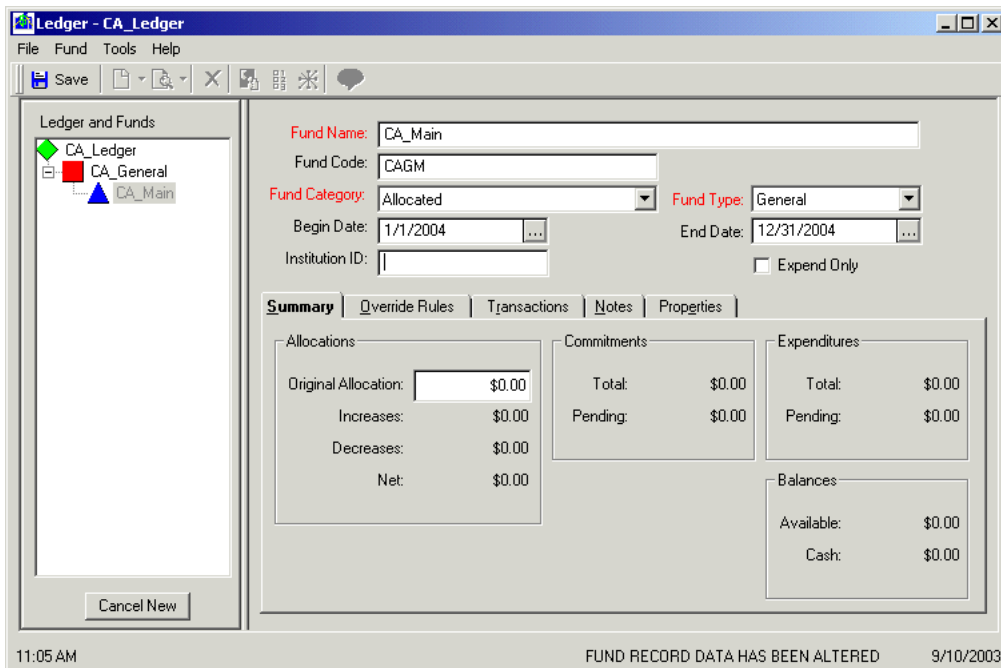 Ledger - CA_Ledger
File Fund Tools Help
Save
Ledger and Funds
CA_Ledger
CA_General
CA_Main
Cancel New
Fund Name: CA_Main
Fund Code: CAGM
Fund Category: Allocated Fund Type: General
Begin Date: 1/1/2004 ... End Date: 12/31/2004 ...
Institution ID: Expend Only
Summary Override Rules Transactions Notes Properties
Allocations
Original Allocation: $0.00
Increases: $0.00
Decreases: $0.00
Net: $0.00
Commitments
Total: $0.00
Pending: $0.00
Expenditures
Total: $0.00
Pending: $0.00
Balances
Available: $0.00
Cash: $0.00
11:05 AM FUND RECORD DATA HAS BEEN ALTERED 9/10/2003